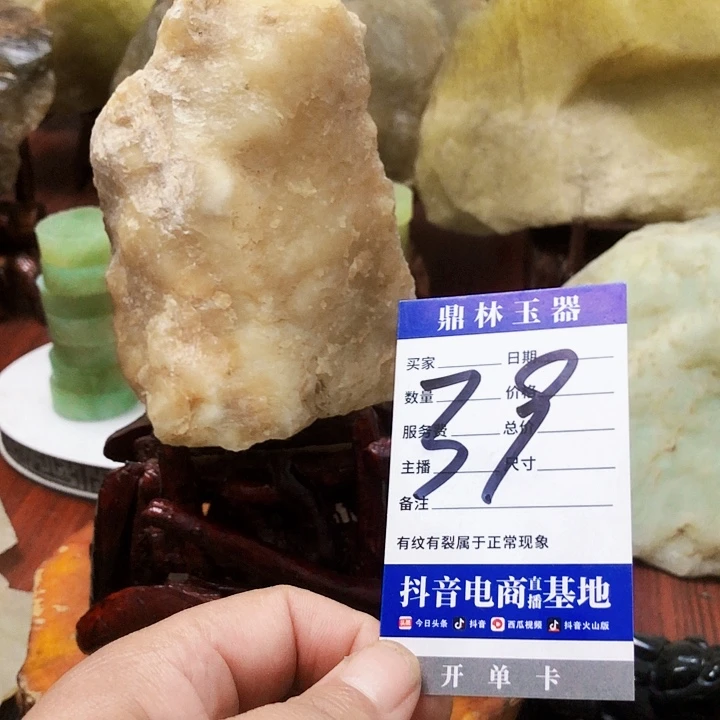 鼎林玉器
买家 日期
数量 价格
服务费 总价
主播 尺寸
备注
39
有纹有裂属于正常现象
抖音电商直播基地
今日头条 抖音 西瓜视频 抖音火山版
开单卡